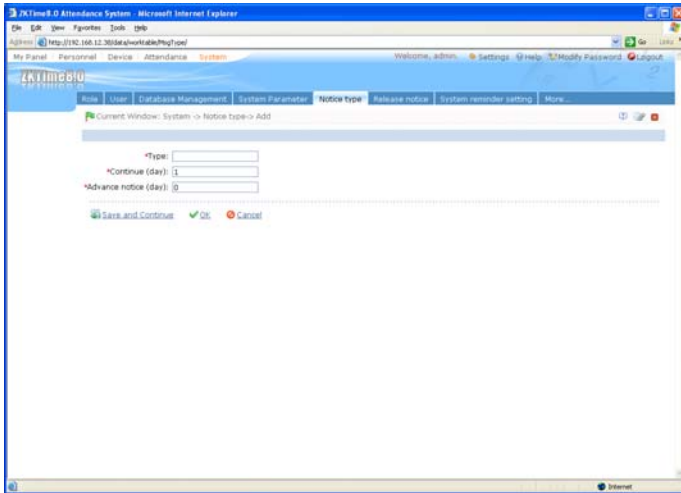 ZKTime8.0 Attendance System - Microsoft Internet Explorer
File Edit View Favorites Tools Help
Address http://192.168.12.38/data/worktable/MsgType/ Go Links
My Panel Personnel Device Attendance System Welcome, admin. Settings Help Modify Password Logout
ZKTime8.0
Role User Database Management System Parameter Notice type Release notice System reminder setting More...
Current Window: System -> Notice type-> Add
*Type:
*Continue (day): 1
*Advance notice (day): 0
Save and Continue OK Cancel
Internet